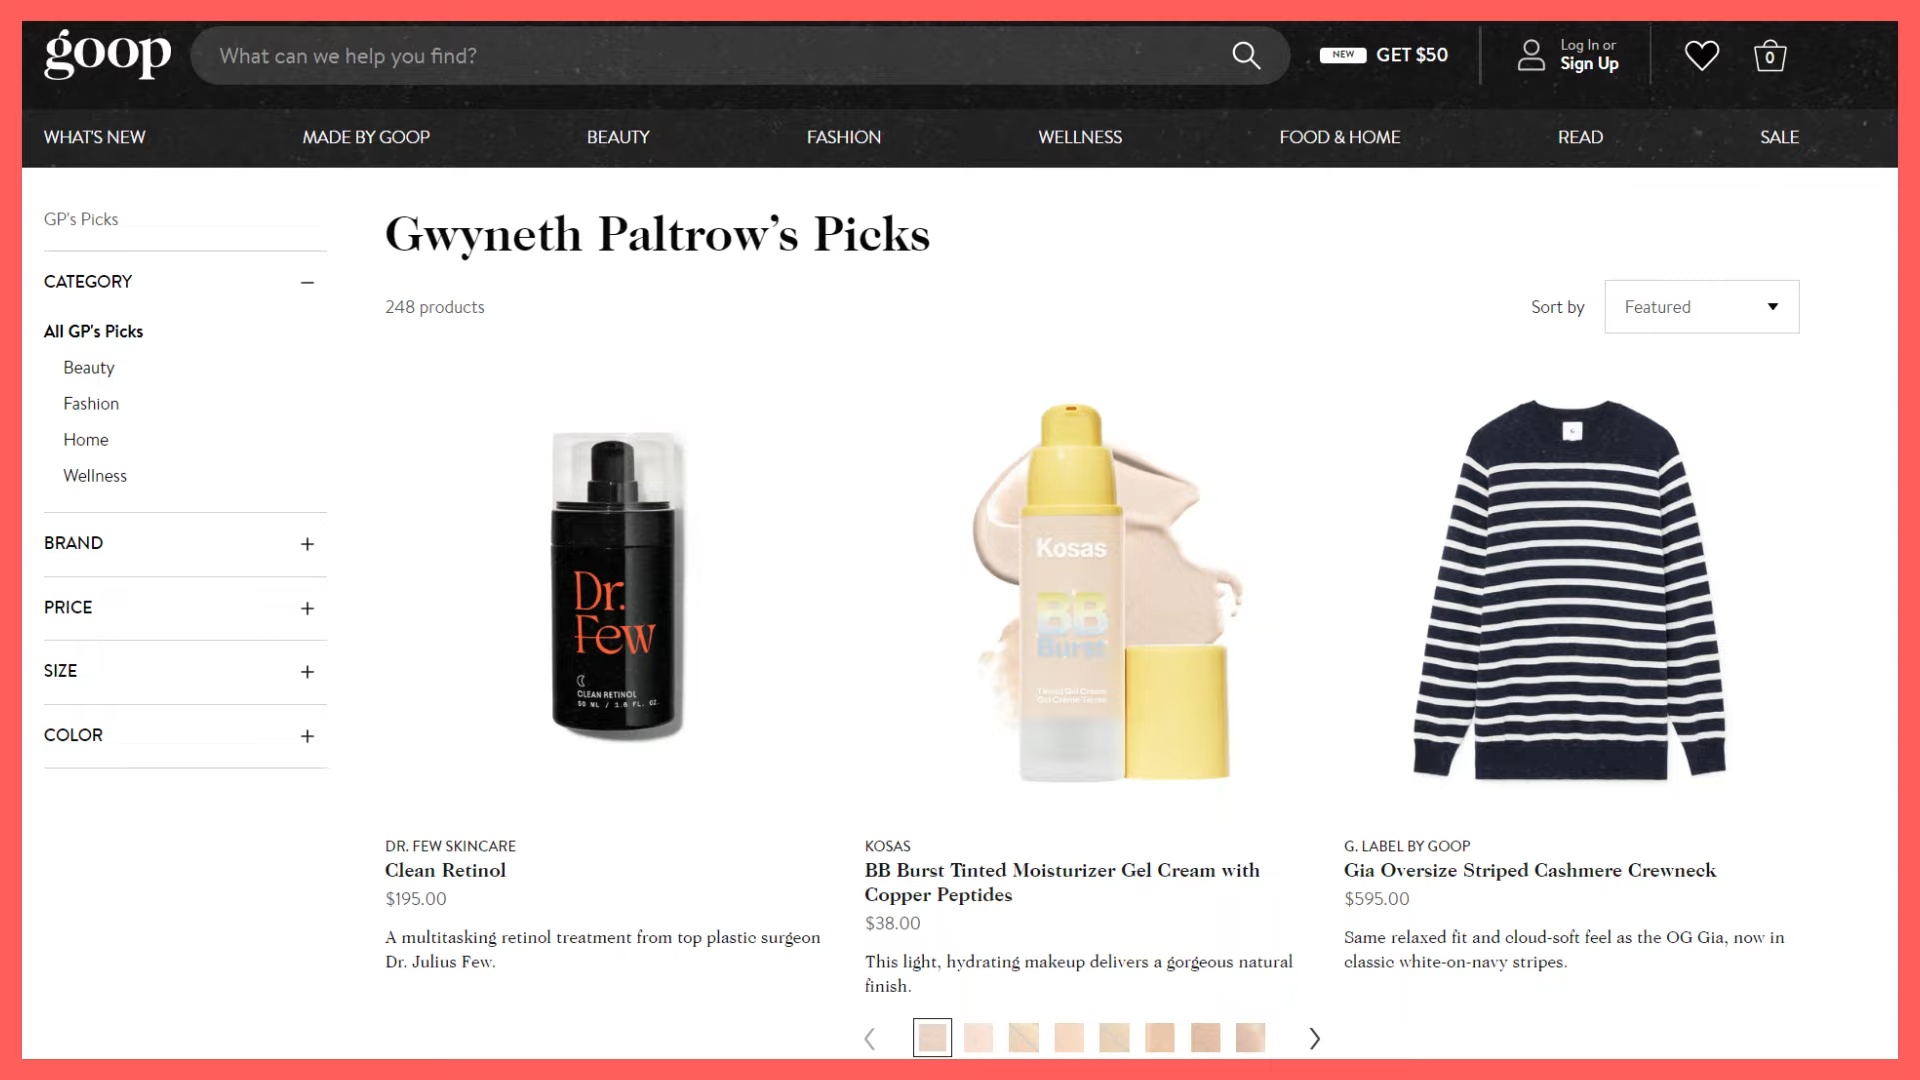 goop
What can we help you find?
NEW GET $50
Log In or
Sign Up
0
WHAT'S NEW
MADE BY GOOP
BEAUTY
FASHION
WELLNESS
FOOD & HOME
READ
SALE
GP's Picks
CATEGORY
All GP's Picks
Beauty
Fashion
Home
Wellness
BRAND
PRICE
SIZE
COLOR
Gwyneth Paltrow's Picks
248 products
Sort by
Featured
Dr.
Few
CLEAN RETINOL
50 ML / 1.6 FL. OZ.
Kosas
BB
Burst
Tinted Gel Cream
Gel Crème Teinté
DR. FEW SKINCARE
Clean Retinol
$195.00
A multitasking retinol treatment from top plastic surgeon
Dr. Julius Few.
KOSAS
BB Burst Tinted Moisturizer Gel Cream with
Copper Peptides
$38.00
This light, hydrating makeup delivers a gorgeous natural
finish.
G. LABEL BY GOOP
Gia Oversize Striped Cashmere Crewneck
$595.00
Same relaxed fit and cloud-soft feel as the OG Gia, now in
classic white-on-navy stripes.